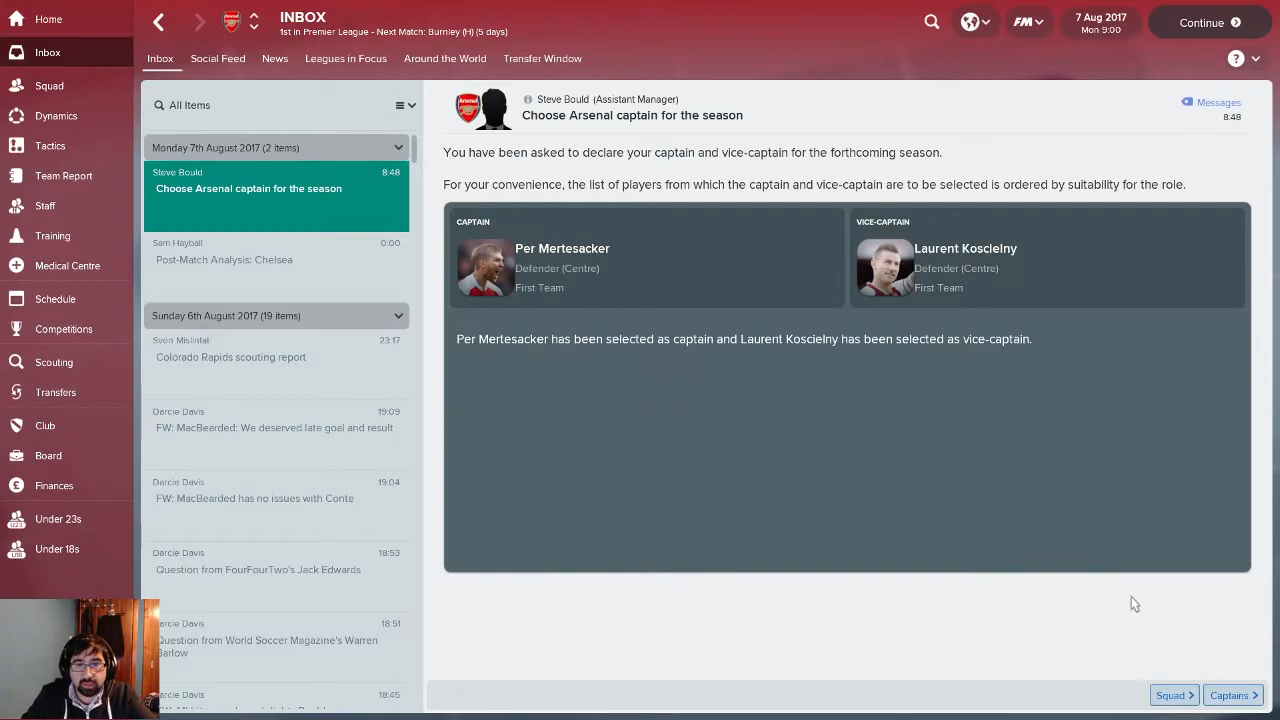 Home
Inbox
Squad
Dynamics
Tactics
Team Report
Staff
Training
Medical Centre
Schedule
Competitions
Scouting
Transfers
Club
Board
Finances
Under 23s
Under 18s
INBOX
1st in Premier League - Next Match: Burnley (H) (5 days)
FM
7 Aug 2017
Mon 9:00
Continue
Inbox
Social Feed
News
Leagues in Focus
Around the World
Transfer Window
All Items
Monday 7th August 2017 (2 items)
Steve Bould 8:48
Choose Arsenal captain for the season
Sam Hayball 0:00
Post-Match Analysis: Chelsea
Sunday 6th August 2017 (19 items)
Sven Mislintat 23:17
Colorado Rapids scouting report
Darcie Davis 19:09
FW: MacBearded: We deserved late goal and result
Darcie Davis 19:04
FW: MacBearded has no issues with Conte
Darcie Davis 18:53
Question from FourFourTwo's Jack Edwards
Darcie Davis 18:51
Question from World Soccer Magazine's Warren
Barlow
Darcie Davis 18:45
Steve Bould (Assistant Manager)
Choose Arsenal captain for the season
Messages
8:48
You have been asked to declare your captain and vice-captain for the forthcoming season.
For your convenience, the list of players from which the captain and vice-captain are to be selected is ordered by suitability for the role.
CAPTAIN
Per Mertesacker
Defender (Centre)
First Team
VICE-CAPTAIN
Laurent Koscielny
Defender (Centre)
First Team
Per Mertesacker has been selected as captain and Laurent Koscielny has been selected as vice-captain.
Squad
Captains